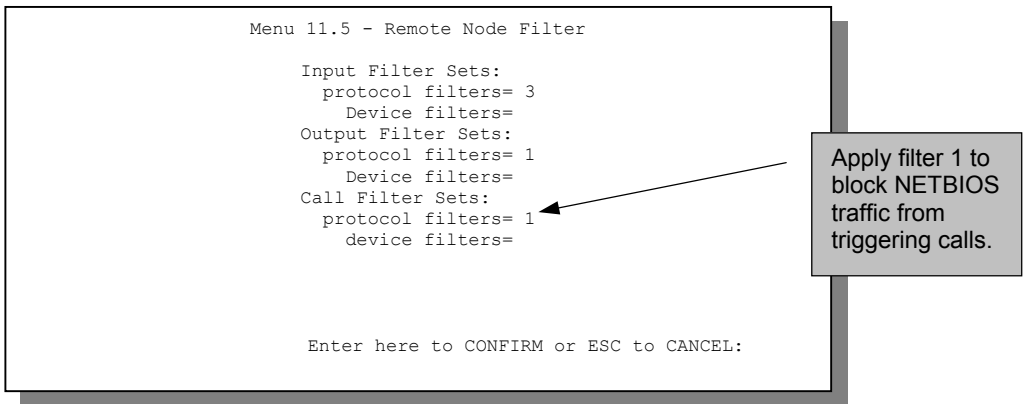 Menu 11.5 - Remote Node Filter
Input Filter Sets:
protocol filters= 3
Device filters=
Output Filter Sets:
protocol filters= 1
Device filters=
Call Filter Sets:
protocol filters= 1
device filters=
Enter here to CONFIRM or ESC to CANCEL:
Apply filter 1 to
block NETBIOS
traffic from
triggering calls.